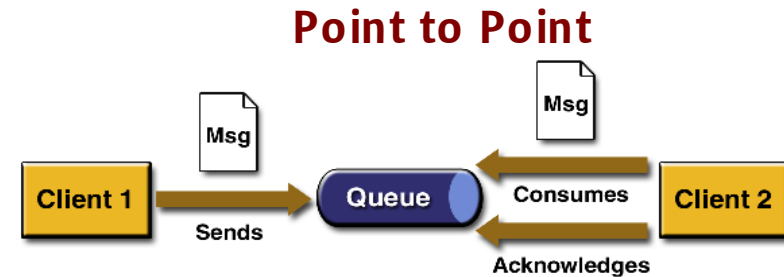 Point to Point
Msg
Msg
Client 1
Sends
Queue
Consumes
Acknowledges
Client 2